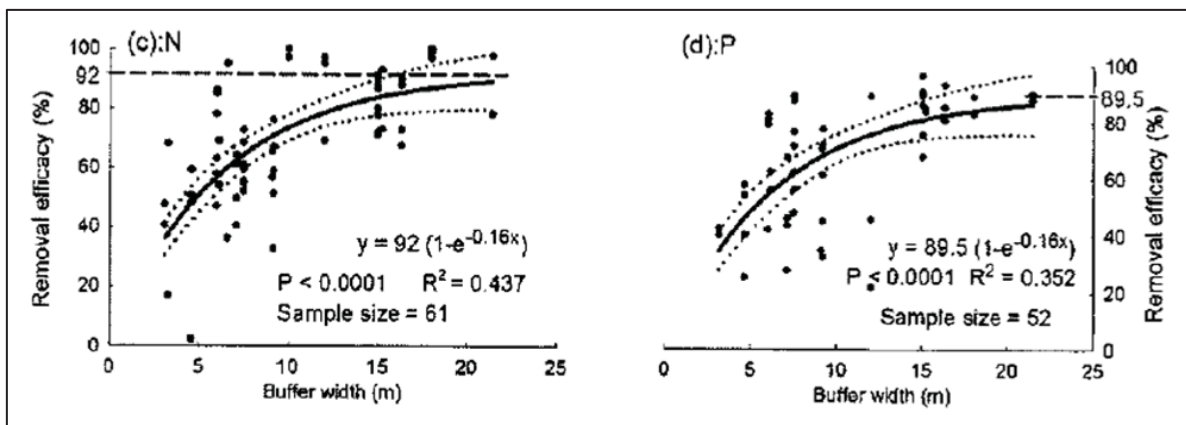 (c):N
100
92
80
60
40
20
0
Removal efficacy (%)
y = 92 (1-e^-0.16x)
P < 0.0001 R² = 0.437
Sample size = 61
0 5 10 15 20 25
Buffer width (m)
(d):P
100
89.5
80
60
40
20
0
Removal efficacy (%)
y = 89.5 (1-e^-0.16x)
P < 0.0001 R² = 0.352
Sample size = 52
0 5 10 15 20 25
Buffer width (m)